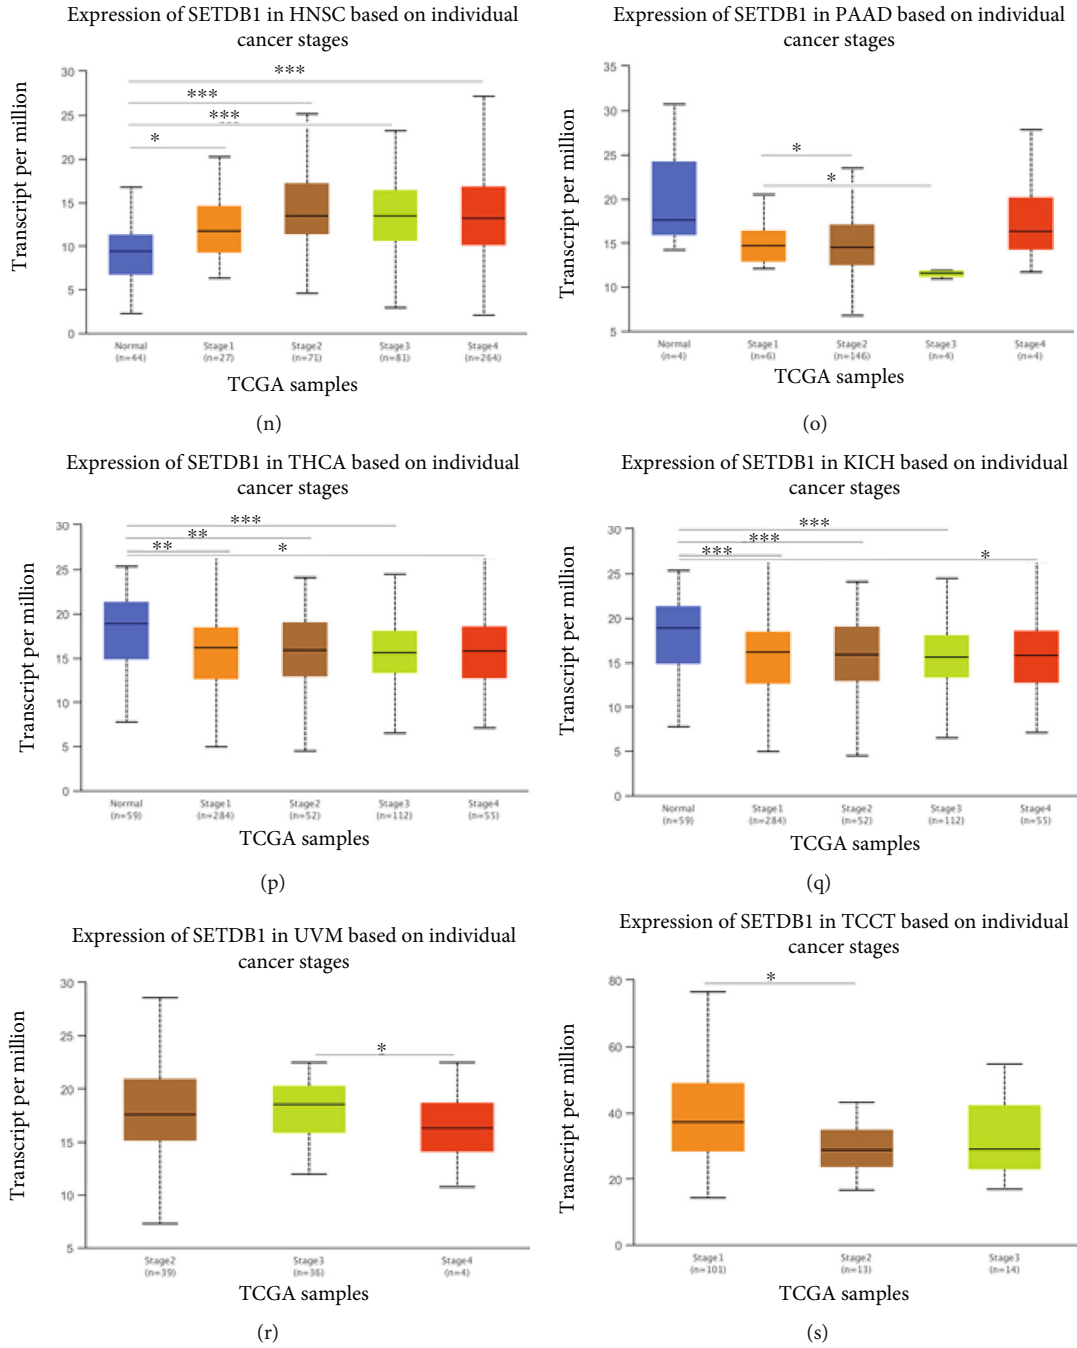 Expression of SETDB1 in HNSC based on individual
cancer stages
Transcript per million
30
25
20
15
10
5
0
***
***
***
*
Normal
(n=44)
Stage1
(n=27)
Stage2
(n=71)
Stage3
(n=81)
Stage4
(n=264)
TCGA samples
(n)
Expression of SETDB1 in PAAD based on individual
cancer stages
Transcript per million
35
30
25
20
15
10
5
*
*
Normal
(n=4)
Stage1
(n=6)
Stage2
(n=146)
Stage3
(n=4)
Stage4
(n=4)
TCGA samples
(o)
Expression of SETDB1 in THCA based on individual
cancer stages
Transcript per million
30
25
20
15
10
5
0
***
**
**
*
Normal
(n=59)
Stage1
(n=284)
Stage2
(n=52)
Stage3
(n=112)
Stage4
(n=55)
TCGA samples
(p)
Expression of SETDB1 in KICH based on individual
cancer stages
Transcript per million
30
25
20
15
10
5
0
***
***
***
*
Normal
(n=59)
Stage1
(n=284)
Stage2
(n=52)
Stage3
(n=112)
Stage4
(n=55)
TCGA samples
(q)
Expression of SETDB1 in UVM based on individual
cancer stages
Transcript per million
30
25
20
15
10
5
*
Stage2
(n=39)
Stage3
(n=36)
Stage4
(n=4)
TCGA samples
(r)
Expression of SETDB1 in TCCT based on individual
cancer stages
Transcript per million
80
60
40
20
0
*
Stage1
(n=101)
Stage2
(n=13)
Stage3
(n=14)
TCGA samples
(s)